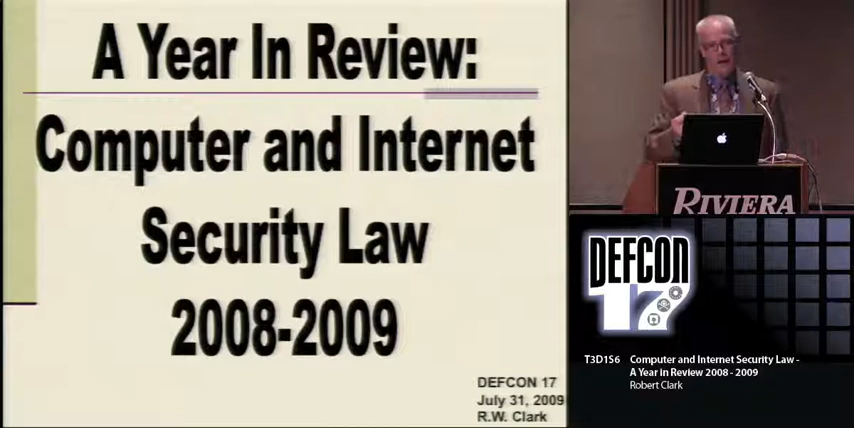 A Year In Review:
Computer and Internet
Security Law
2008-2009
DEFCON 17
July 31, 2009
R.W. Clark
RIVIERA
DEFCON
17
T3D1S6 Computer and Internet Security Law -
A Year in Review 2008 - 2009
Robert Clark